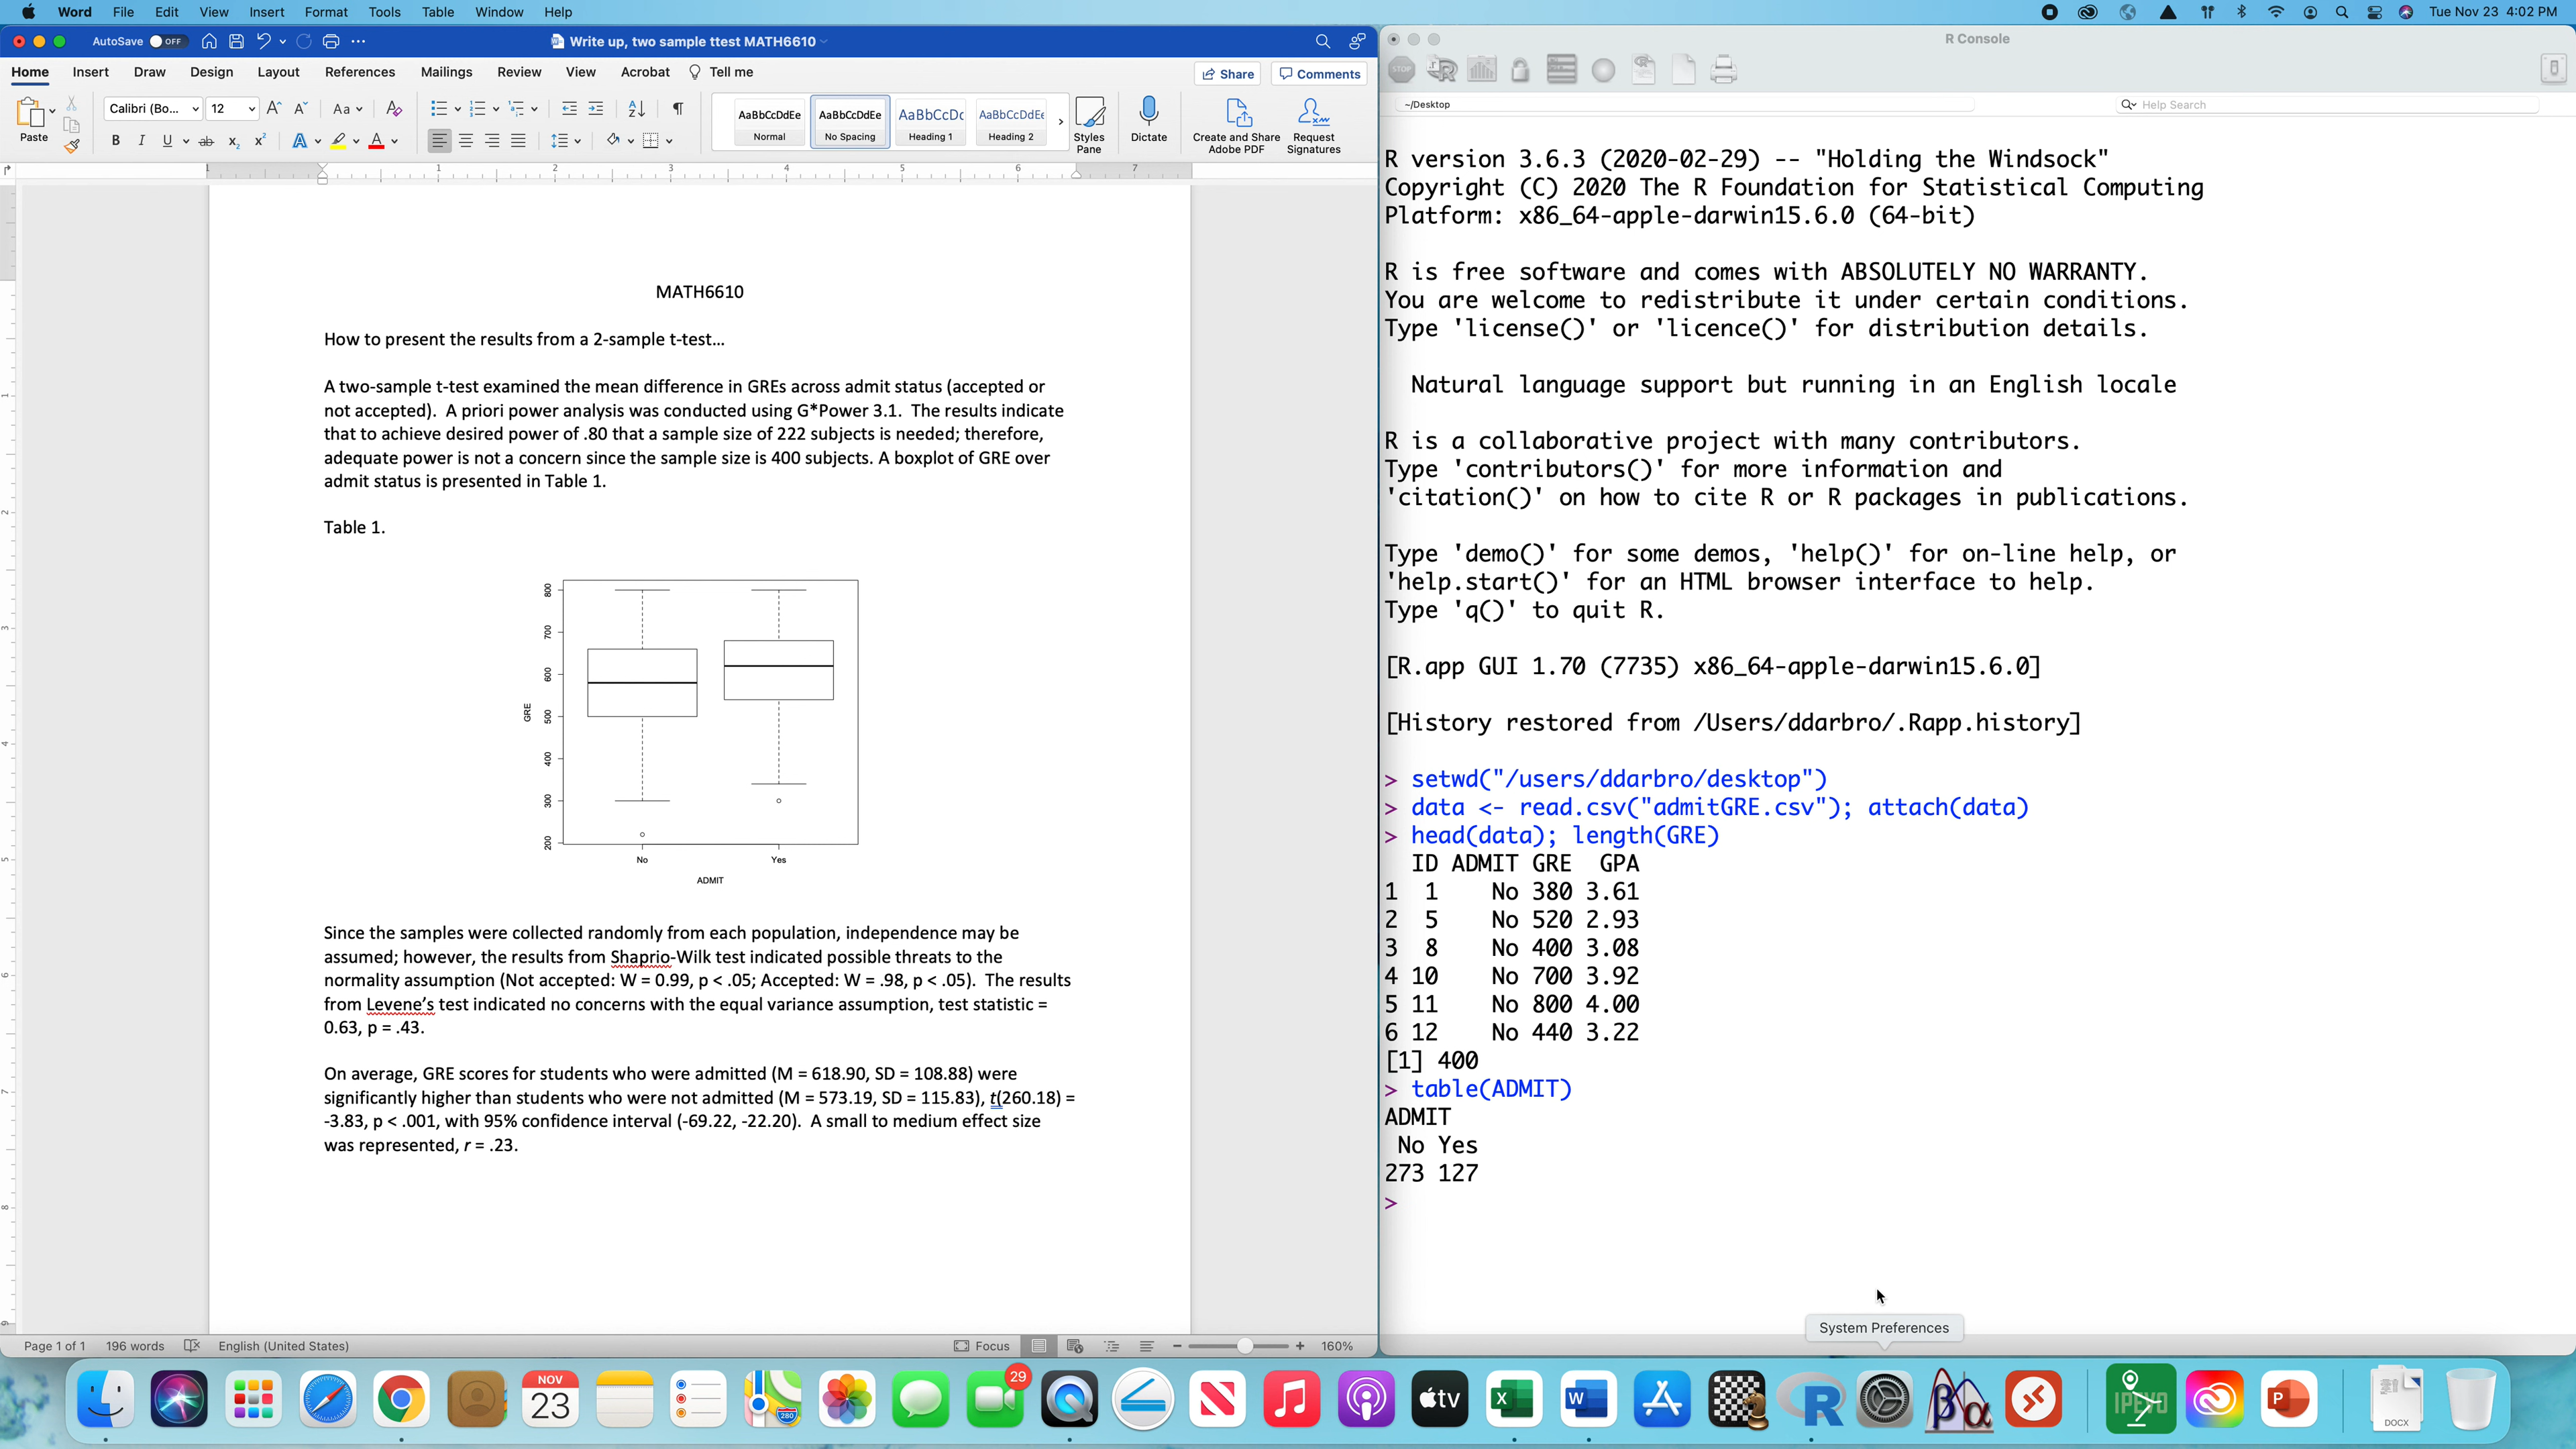 Word File Edit View Insert Format Tools Table Window Help
Tue Nov 23 4:02 PM
AutoSave OFF
Write up, two sample ttest MATH6610
Home Insert Draw Design Layout References Mailings Review View Acrobat Tell me
Share Comments
Paste
Calibri (Bo... 12
AaBbCcDdEe AaBbCcDdEe AaBbCcDc AaBbCcDdEe
Normal No Spacing Heading 1 Heading 2
Styles Pane
Dictate
Create and Share Adobe PDF
Request Signatures
MATH6610
How to present the results from a 2-sample t-test...
A two-sample t-test examined the mean difference in GREs across admit status (accepted or
not accepted). A priori power analysis was conducted using G*Power 3.1. The results indicate
that to achieve desired power of .80 that a sample size of 222 subjects is needed; therefore,
adequate power is not a concern since the sample size is 400 subjects. A boxplot of GRE over
admit status is presented in Table 1.
Table 1.
800
700
600
500
400
300
200
GRE
No Yes
ADMIT
Since the samples were collected randomly from each population, independence may be
assumed; however, the results from Shaprio-Wilk test indicated possible threats to the
normality assumption (Not accepted: W = 0.99, p < .05; Accepted: W = .98, p < .05). The results
from Levene's test indicated no concerns with the equal variance assumption, test statistic =
0.63, p = .43.
On average, GRE scores for students who were admitted (M = 618.90, SD = 108.88) were
significantly higher than students who were not admitted (M = 573.19, SD = 115.83), t(260.18) =
-3.83, p < .001, with 95% confidence interval (-69.22, -22.20). A small to medium effect size
was represented, r = .23.
Page 1 of 1 196 words English (United States)
Focus
160%
R Console
STOP
~/Desktop
Help Search
R version 3.6.3 (2020-02-29) -- "Holding the Windsock"
Copyright (C) 2020 The R Foundation for Statistical Computing
Platform: x86_64-apple-darwin15.6.0 (64-bit)
R is free software and comes with ABSOLUTELY NO WARRANTY.
You are welcome to redistribute it under certain conditions.
Type 'license()' or 'licence()' for distribution details.
Natural language support but running in an English locale
R is a collaborative project with many contributors.
Type 'contributors()' for more information and
'citation()' on how to cite R or R packages in publications.
Type 'demo()' for some demos, 'help()' for on-line help, or
'help.start()' for an HTML browser interface to help.
Type 'q()' to quit R.
[R.app GUI 1.70 (7735) x86_64-apple-darwin15.6.0]
[History restored from /Users/ddarbro/.Rapp.history]
> setwd("/users/ddarbro/desktop")
> data <- read.csv("admitGRE.csv"); attach(data)
> head(data); length(GRE)
ID ADMIT GRE GPA
1 1 No 380 3.61
2 5 No 520 2.93
3 8 No 400 3.08
4 10 No 700 3.92
5 11 No 800 4.00
6 12 No 440 3.22
[1] 400
> table(ADMIT)
ADMIT
No Yes
273 127
>
System Preferences
NOV
23
29
280
tv
IPEVO
DOCX